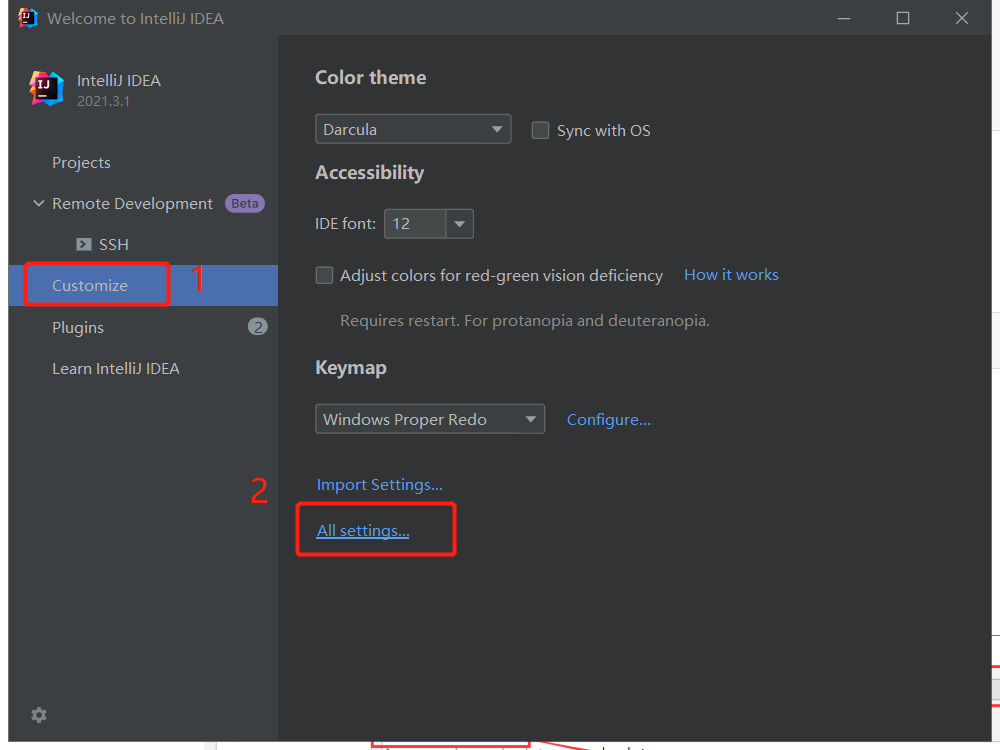 Welcome to IntelliJ IDEA
IntelliJ IDEA
2021.3.1
Projects
Remote Development Beta
SSH
Customize
1
Plugins 2
Learn IntelliJ IDEA
Color theme
Darcula Sync with OS
Accessibility
IDE font: 12
Adjust colors for red-green vision deficiency How it works
Requires restart. For protanopia and deuteranopia.
Keymap
Windows Proper Redo Configure...
Import Settings...
2
All settings...